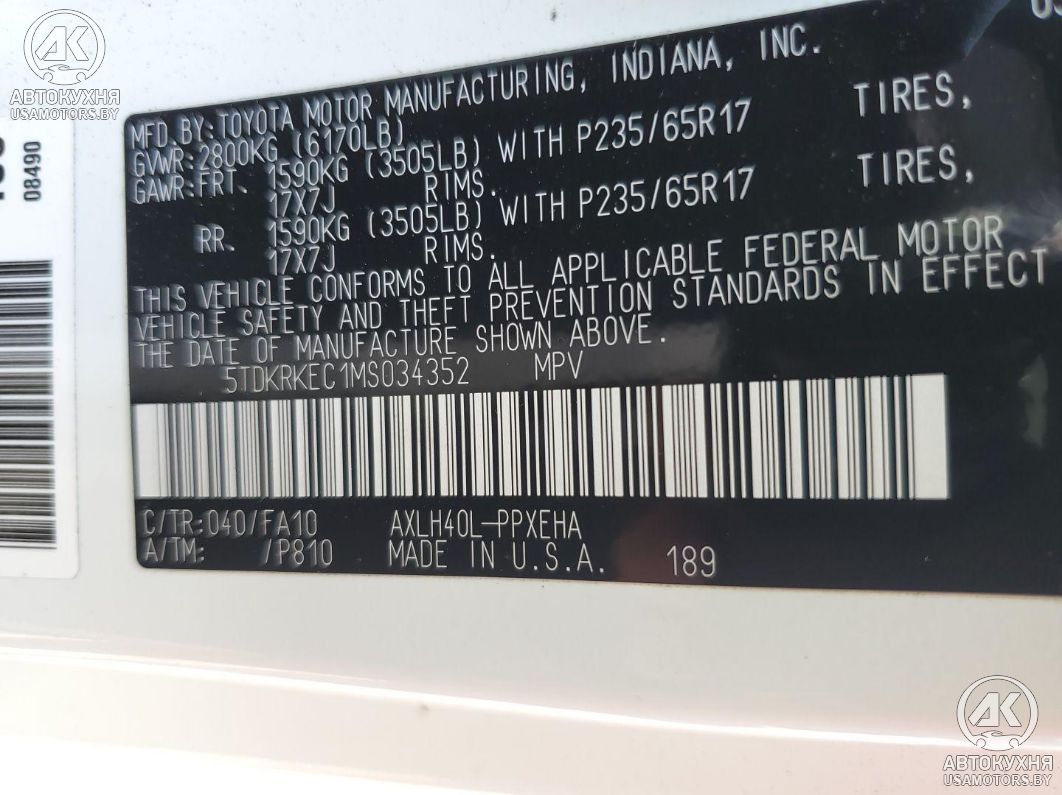 АВТОКУХНЯ
USAMOTORS.BY
08490
MFD.BY:TOYOTA MOTOR MANUFACTURING, INDIANA, INC.
GVWR:2800KG (6170LB)
GAWR:FRT. 1590KG (3505LB) WITH P235/65R17 TIRES,
17X7J RIMS.
RR. 1590KG (3505LB) WITH P235/65R17 TIRES,
17X7J RIMS.
THIS VEHICLE CONFORMS TO ALL APPLICABLE FEDERAL MOTOR
VEHICLE SAFETY AND THEFT PREVENTION STANDARDS IN EFFECT
THE DATE OF MANUFACTURE SHOWN ABOVE.
5TDKRKEC1MS034352 MPV
C/TR:040/FA10 AXLH40L-PPXEHA
A/TM: /P810 MADE IN U.S.A. 189
АК
АВТОКУХНЯ
USAMOTORS.BY